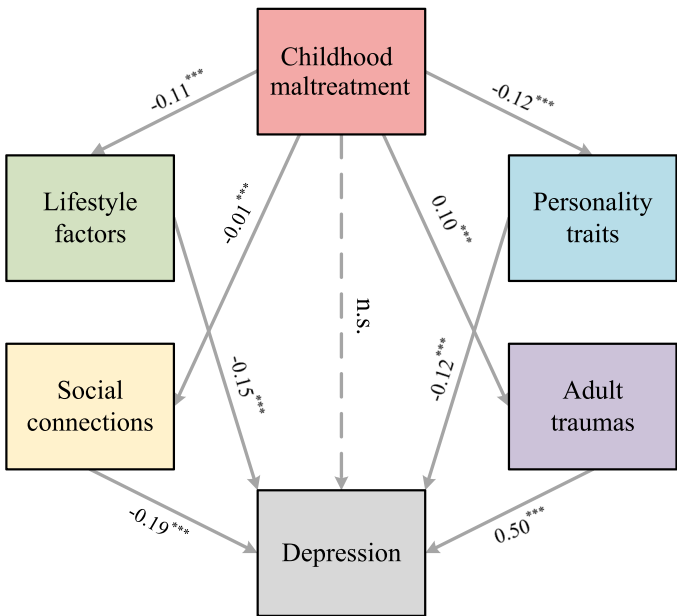 Childhood
maltreatment
-0.11***
-0.12***
Lifestyle
factors
Personality
traits
-0.01***
0.10***
n.s.
-0.15***
-0.12***
Social
connections
Adult
traumas
-0.19***
0.50***
Depression